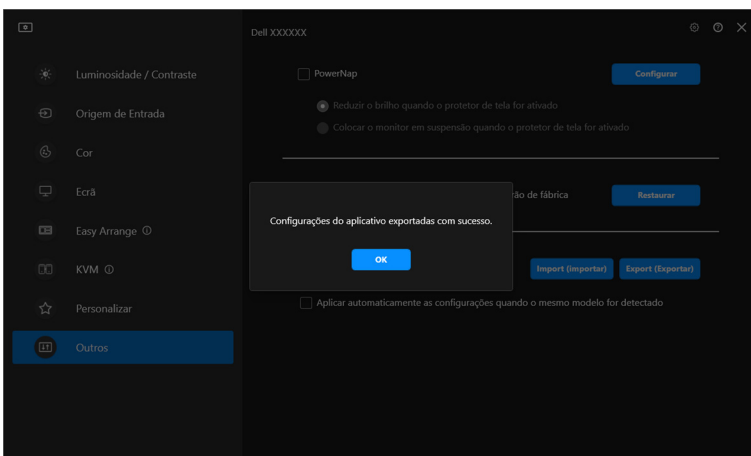 Dell XXXXXX
Luminosidade / Contraste
Origem de Entrada
Cor
Ecrã
Easy Arrange
KVM
Personalizar
Outros
PowerNap
Configurar
Reduzir o brilho quando o protetor de tela for ativado
Colocar o monitor em suspensão quando o protetor de tela for ativado
de fábrica
Restaurar
Configurações do aplicativo exportadas com sucesso.
OK
Import (importar)
Export (Exportar)
Aplicar automaticamente as configurações quando o mesmo modelo for detectado